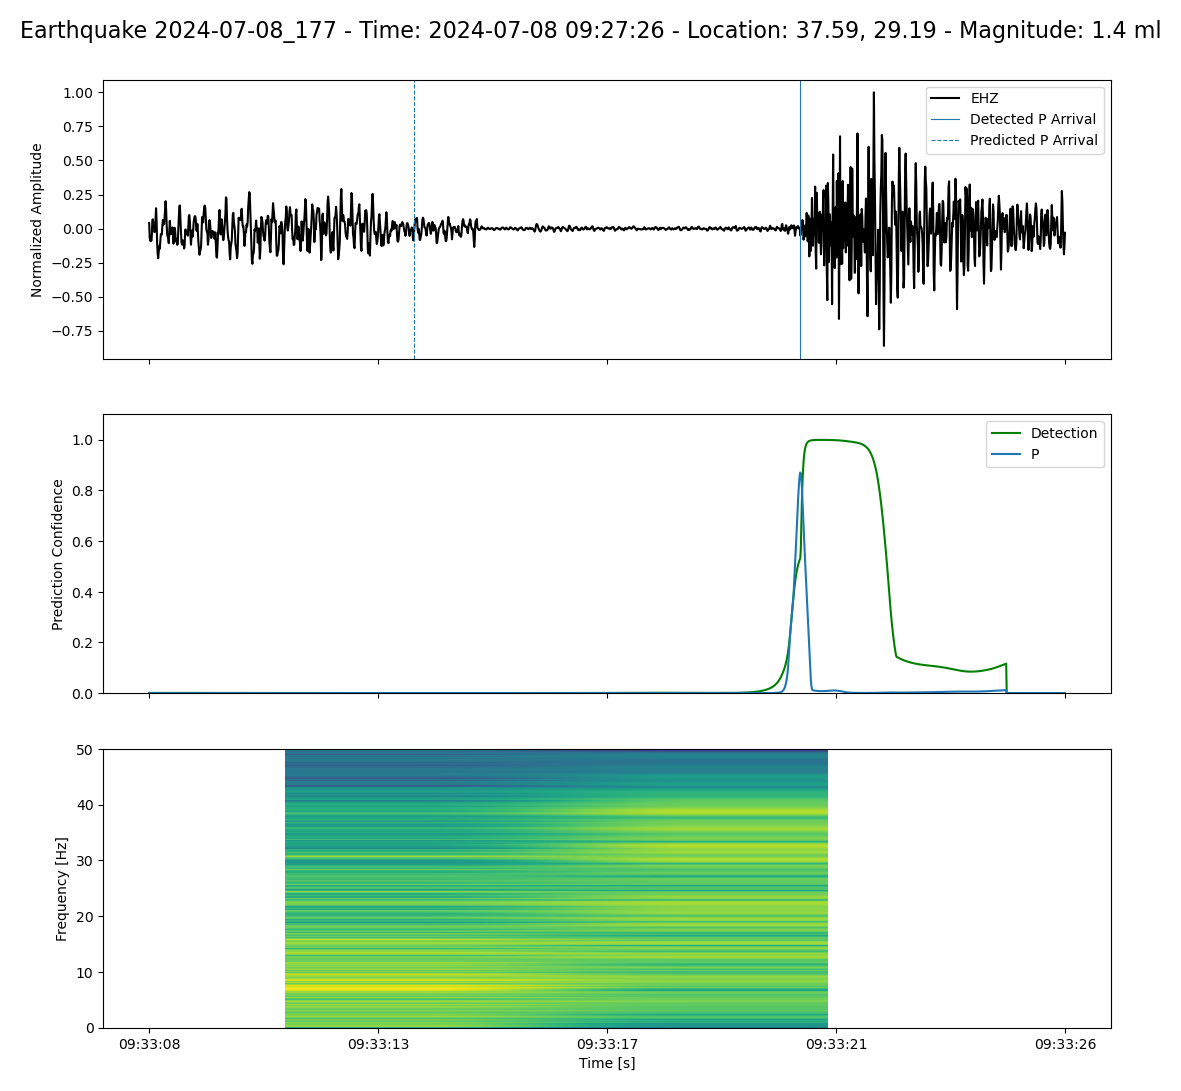 Earthquake 2024-07-08_177 - Time: 2024-07-08 09:27:26 - Location: 37.59, 29.19 - Magnitude: 1.4 ml
Normalized Amplitude
1.00
0.75
0.50
0.25
0.00
−0.25
−0.50
−0.75
EHZ
Detected P Arrival
Predicted P Arrival
Prediction Confidence
1.0
0.8
0.6
0.4
0.2
0.0
Detection
P
Frequency [Hz]
50
40
30
20
10
0
09:33:08 09:33:13 09:33:17 09:33:21 09:33:26
Time [s]